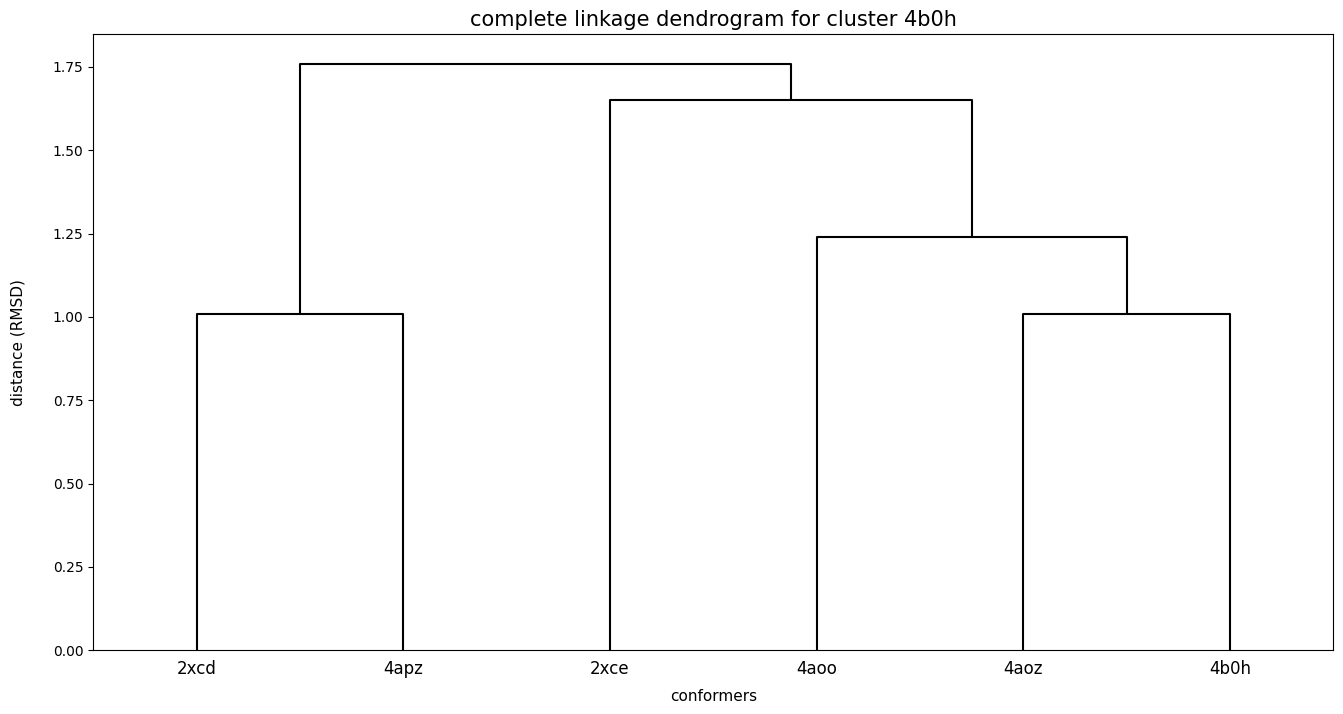 complete linkage dendrogram for cluster 4b0h
1.75
1.50
1.25
1.00
0.75
0.50
0.25
0.00
distance (RMSD)
2xcd 4apz 2xce 4aoo 4aoz 4b0h
conformers